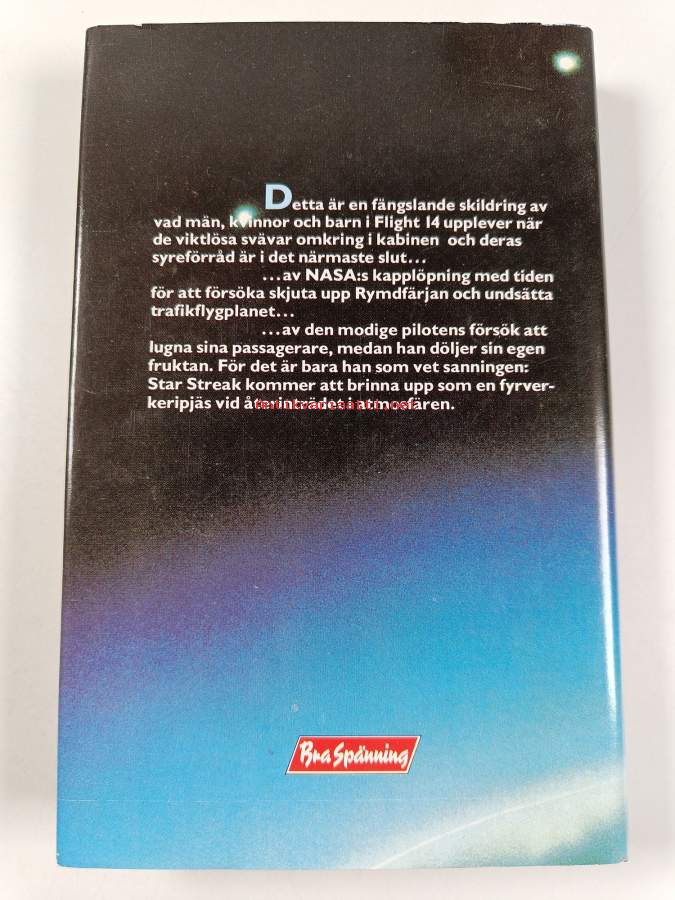 Detta är en fängslande skildring av
vad män, kvinnor och barn i Flight 14 upplever när
de viktlösa svävar omkring i kabinen och deras
syreförråd är i det närmaste slut...
...av NASA:s kapplöpning med tiden
för att försöka skjuta upp Rymdfärjan och undsätta
trafikflygplanet...
...av den modige pilotens försök att
lugna sina passagerare, medan han döljer sin egen
fruktan. För det är bara han som vet sanningen:
Star Streak kommer att brinna upp som en fyrver-
keripjäs vid återinträdet i atmosfären.
Bra Spänning